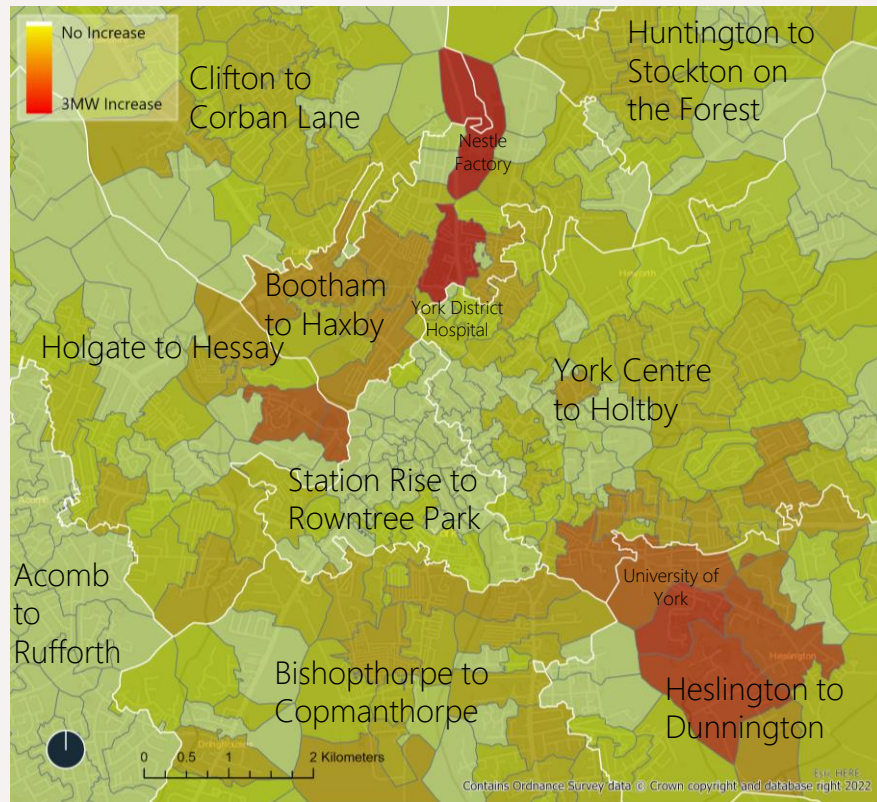 No Increase
3MW Increase
Clifton to
Corban Lane
Huntington to
Stockton on
the Forest
Nestle
Factory
Heworth
Bootham
to Haxby
York District
Hospital
Holgate to Hessay
York Centre
to Holtby
Station Rise to
Rowntree Park
Acomb
to
Rufforth
University of
York
Heslington
Bishopthorpe to
Copmanthorpe
Heslington to
Dunnington
Dringhouses
0 0.5 1 2 Kilometers
Esri, HERE
Contains Ordnance Survey data © Crown copyright and database right 2022